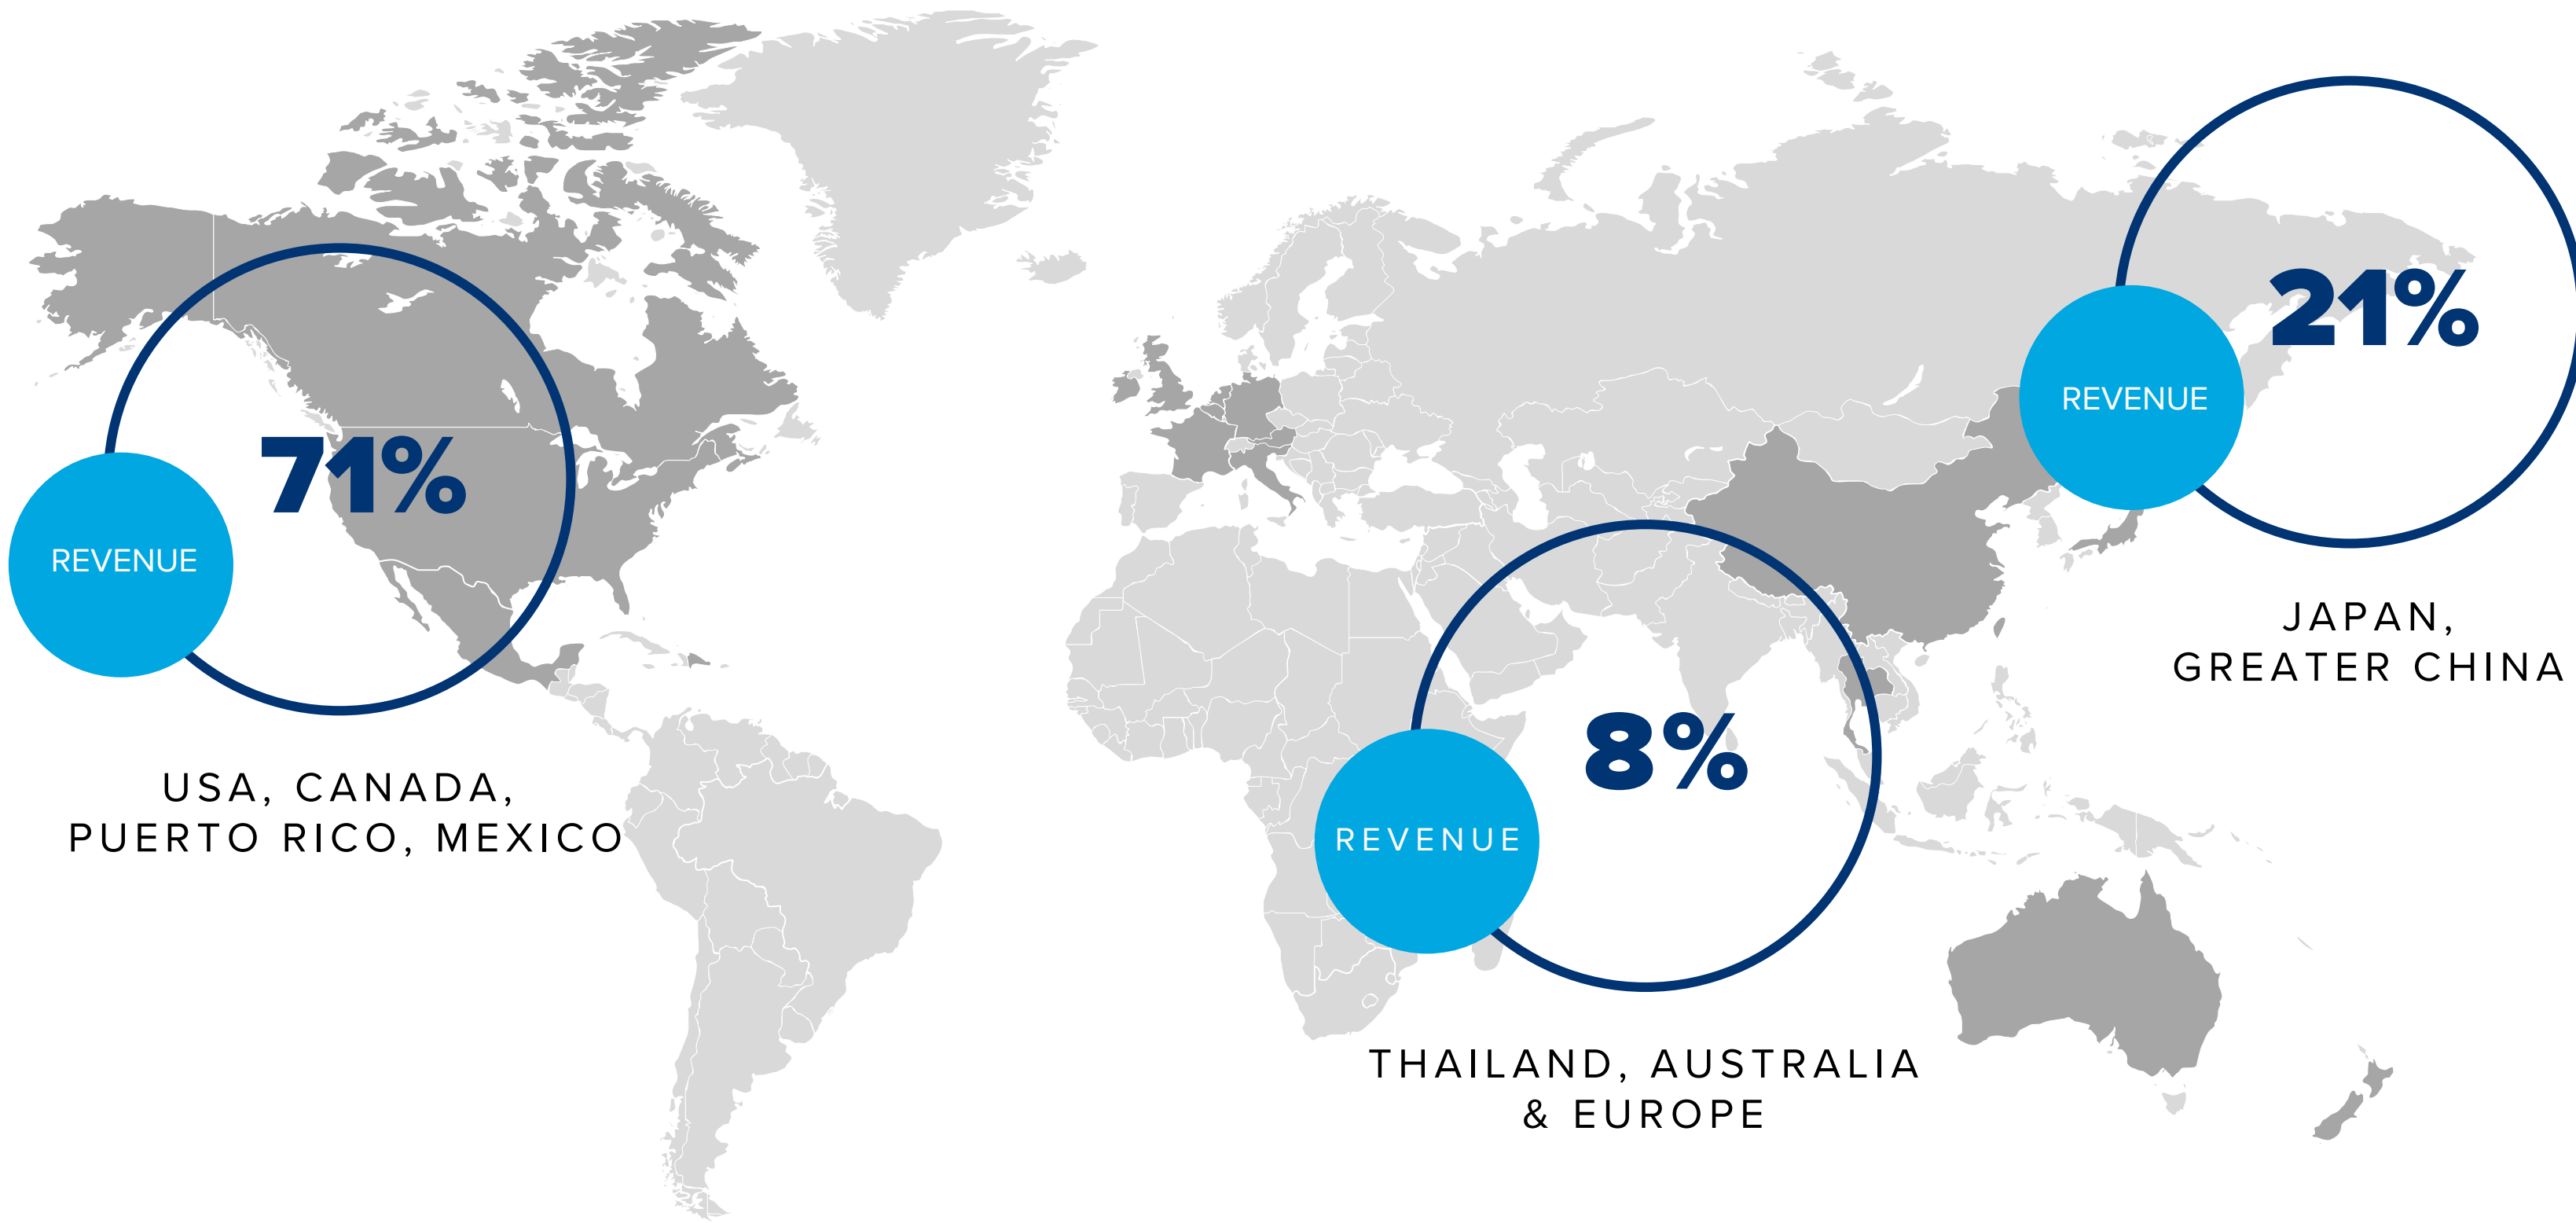 71%
REVENUE
USA, CANADA,
PUERTO RICO, MEXICO
8%
REVENUE
THAILAND, AUSTRALIA
& EUROPE
21%
REVENUE
JAPAN,
GREATER CHINA